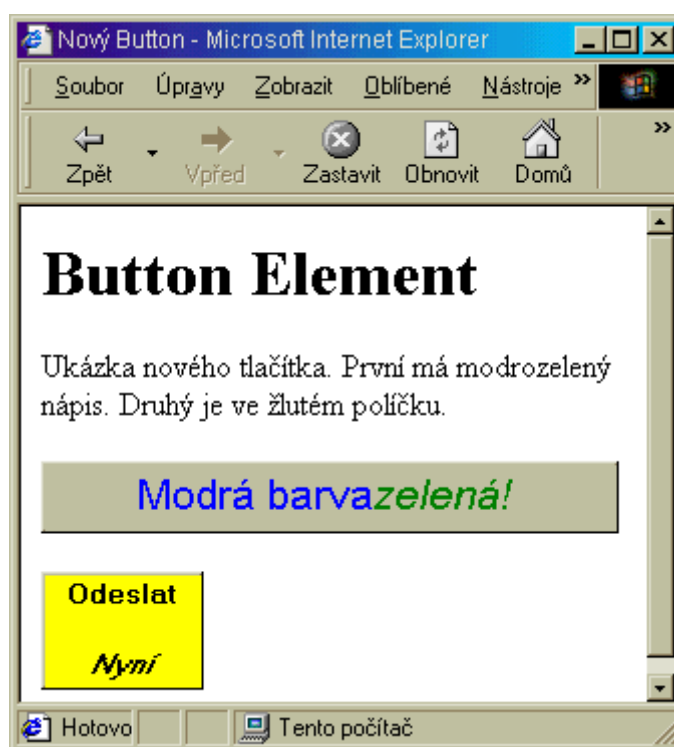 Nový Button - Microsoft Internet Explorer
Soubor Úpravy Zobrazit Oblíbené Nástroje »
Zpět Vpřed Zastavit Obnovit Domů »
Button Element
Ukázka nového tlačítka. První má modrozelený
nápis. Druhý je ve žlutém políčku.
Modrá barvazelená!
Odeslat
Nyní
Hotovo Tento počítač